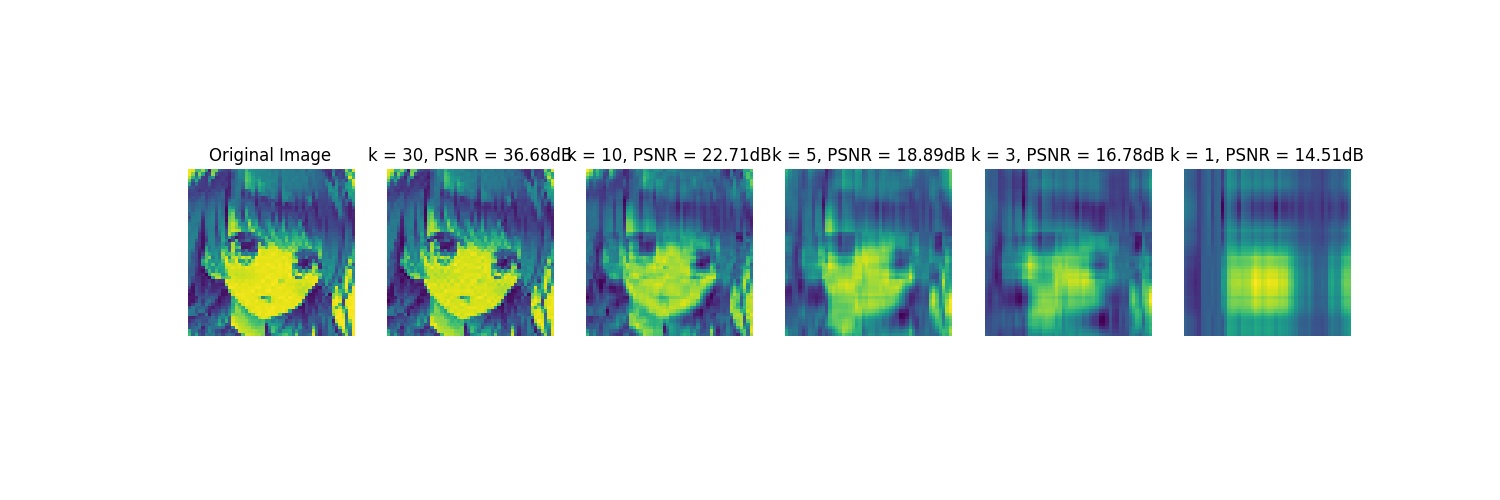 Original Image
k = 30, PSNR = 36.68dB
k = 10, PSNR = 22.71dB
k = 5, PSNR = 18.89dB
k = 3, PSNR = 16.78dB
k = 1, PSNR = 14.51dB